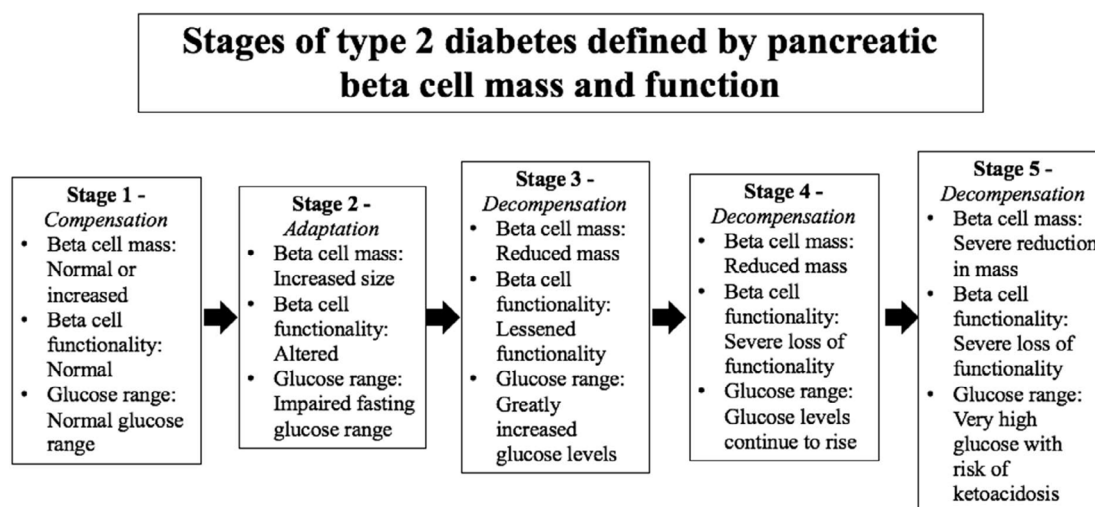 Stages of type 2 diabetes defined by pancreatic
beta cell mass and function
Stage 1 -
Compensation
• Beta cell mass:
Normal or
increased
• Beta cell
functionality:
Normal
• Glucose range:
Normal glucose
range
Stage 2 -
Adaptation
• Beta cell mass:
Increased size
• Beta cell
functionality:
Altered
• Glucose range:
Impaired fasting
glucose range
Stage 3 -
Decompensation
• Beta cell mass:
Reduced mass
• Beta cell
functionality:
Lessened
functionality
• Glucose range:
Greatly
increased
glucose levels
Stage 4 -
Decompensation
• Beta cell mass:
Reduced mass
• Beta cell
functionality:
Severe loss of
functionality
• Glucose range:
Glucose levels
continue to rise
Stage 5 -
Decompensation
• Beta cell mass:
Severe reduction
in mass
• Beta cell
functionality:
Severe loss of
functionality
• Glucose range:
Very high
glucose with
risk of
ketoacidosis